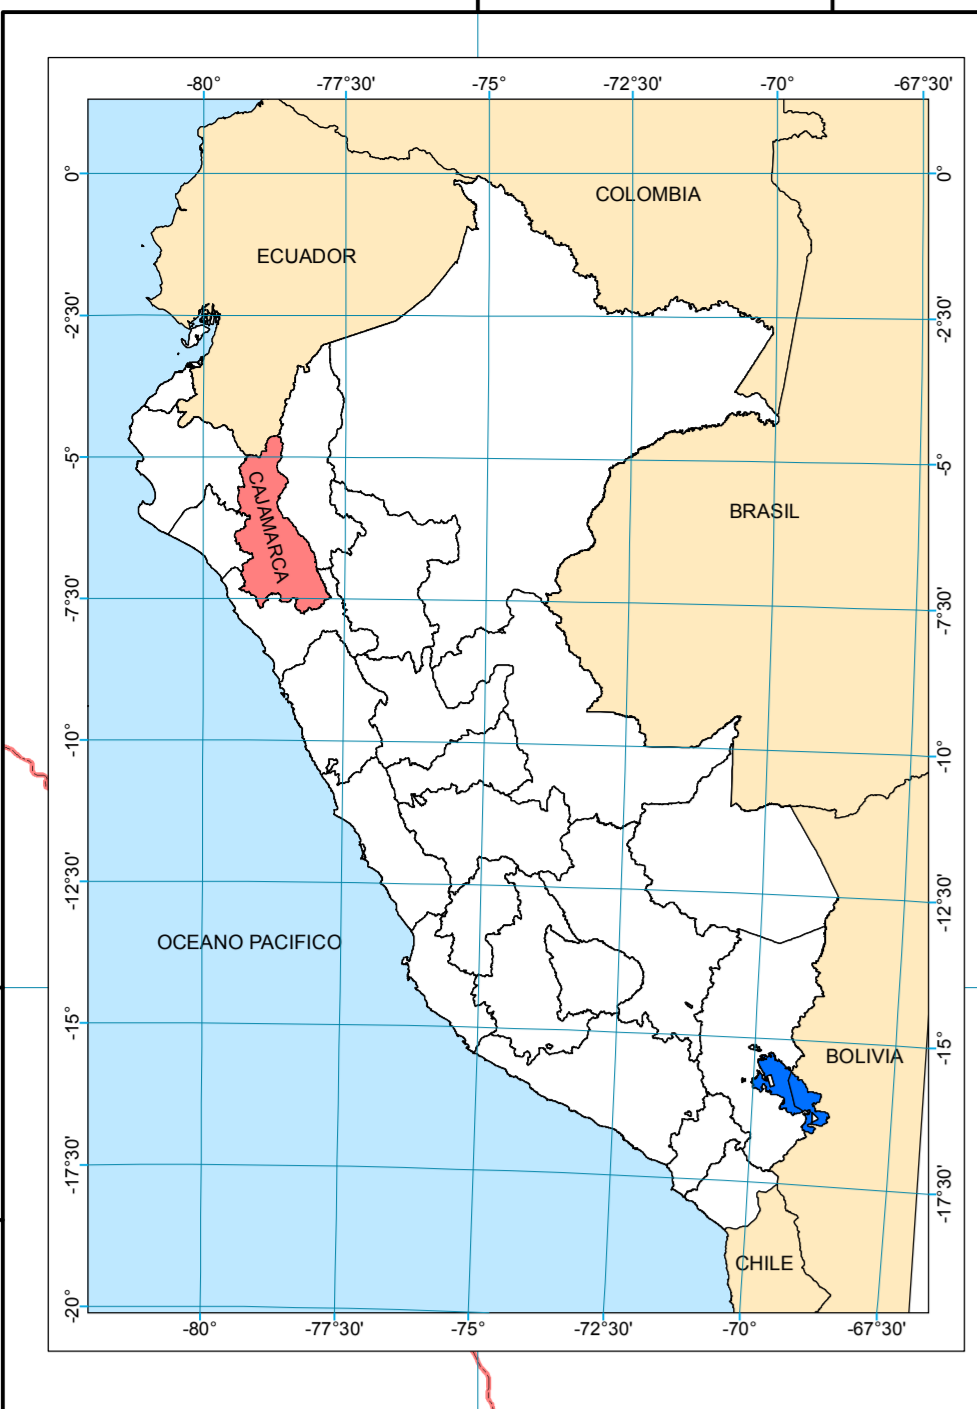 -80° -77°30' -75° -72°30' -70° -67°30'
0° 0°
COLOMBIA
ECUADOR
-2°30' -2°30'
-5° -5°
CAJAMARCA
BRASIL
-7°30' -7°30'
-10° -10°
-12°30' -12°30'
OCEANO PACIFICO
-15° -15°
BOLIVIA
-17°30' -17°30'
CHILE
-20°
-80° -77°30' -75° -72°30' -70° -67°30'